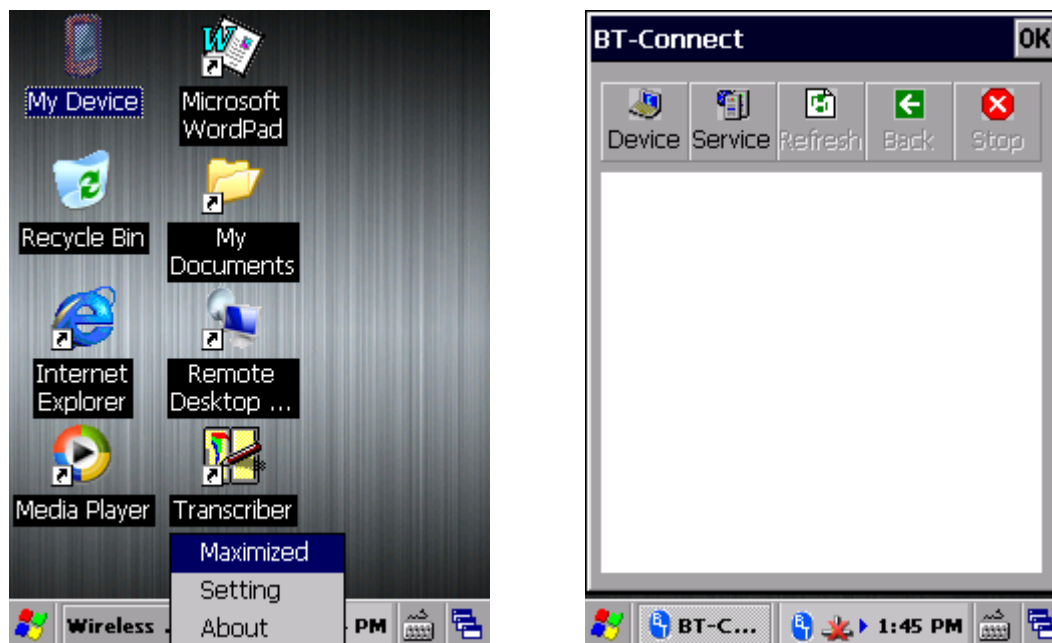 My Device
Microsoft
WordPad
Recycle Bin
My
Documents
Internet
Explorer
Remote
Desktop ...
Media Player
Transcriber
Maximized
Setting
About
Wireless .
PM
BT-Connect
OK
Device
Service
Refresh
Back
Stop
BT-C...
1:45 PM